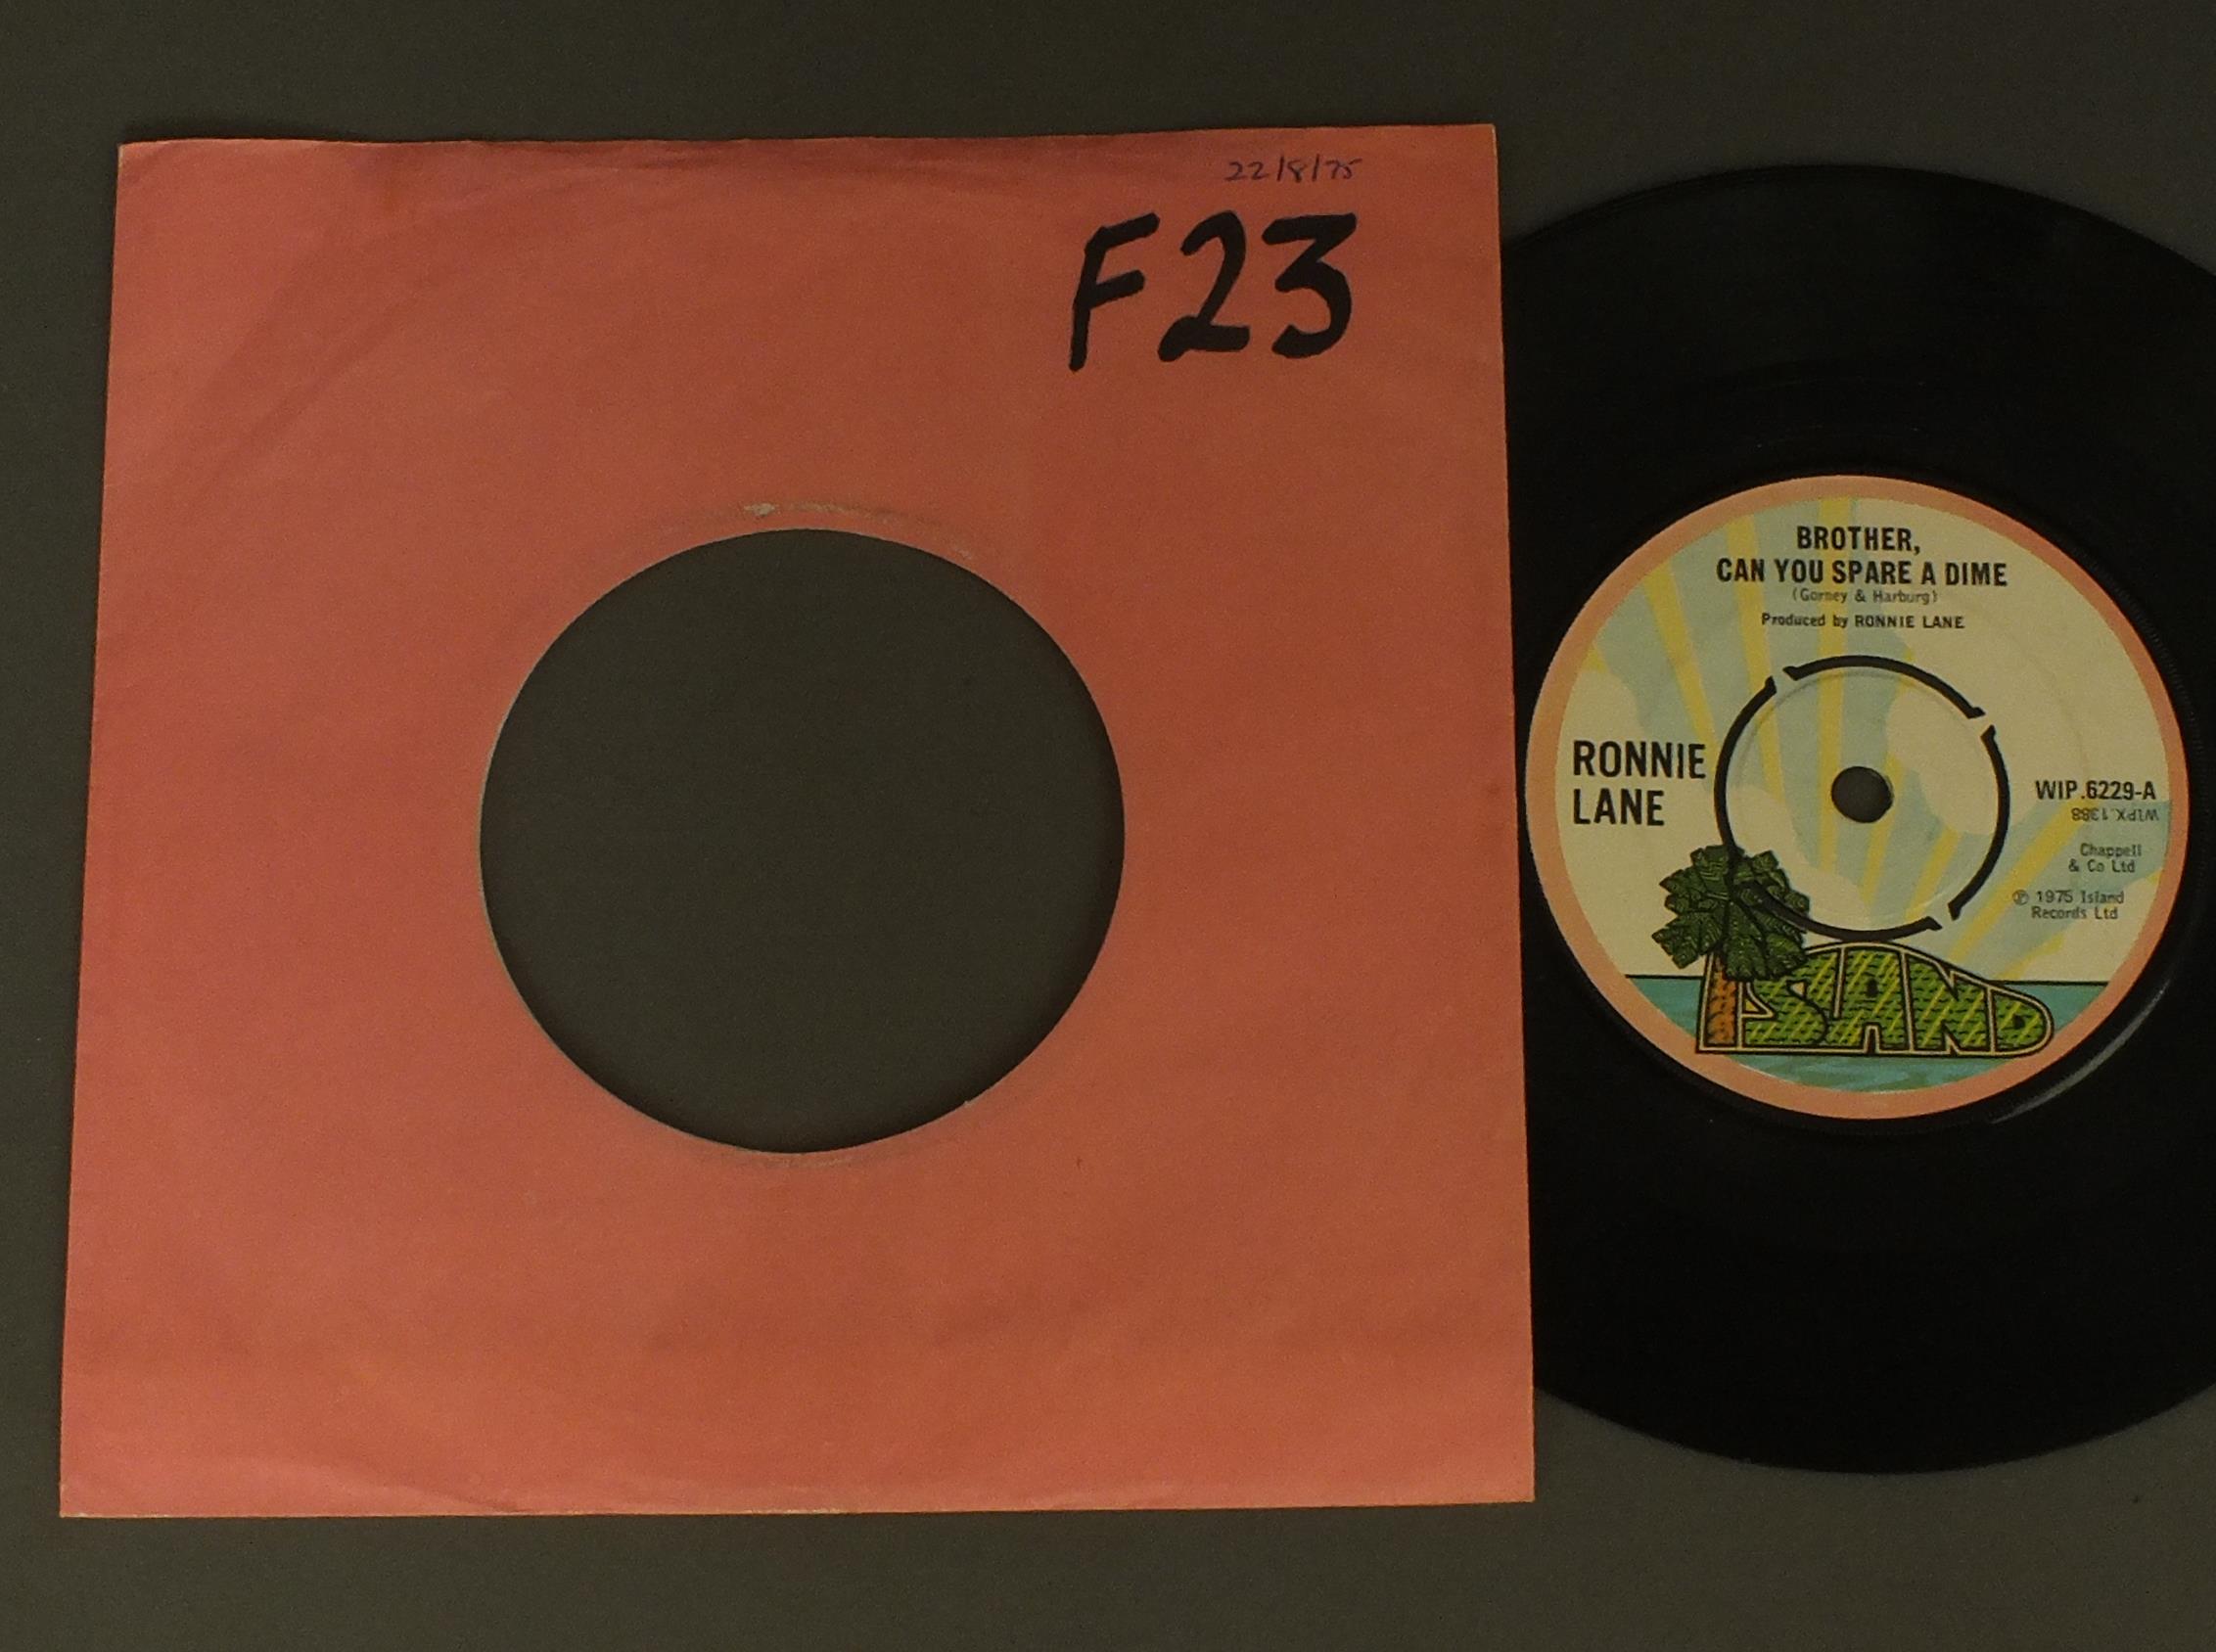 22/8/75
F23
BROTHER,
CAN YOU SPARE A DIME
(Gorney & Harburg)
Produced by RONNIE LANE
RONNIE
LANE
WIP.6229-A
WIPX.1388
Chappell
& Co Ltd
℗ 1975 Island
Records Ltd
ISLAND